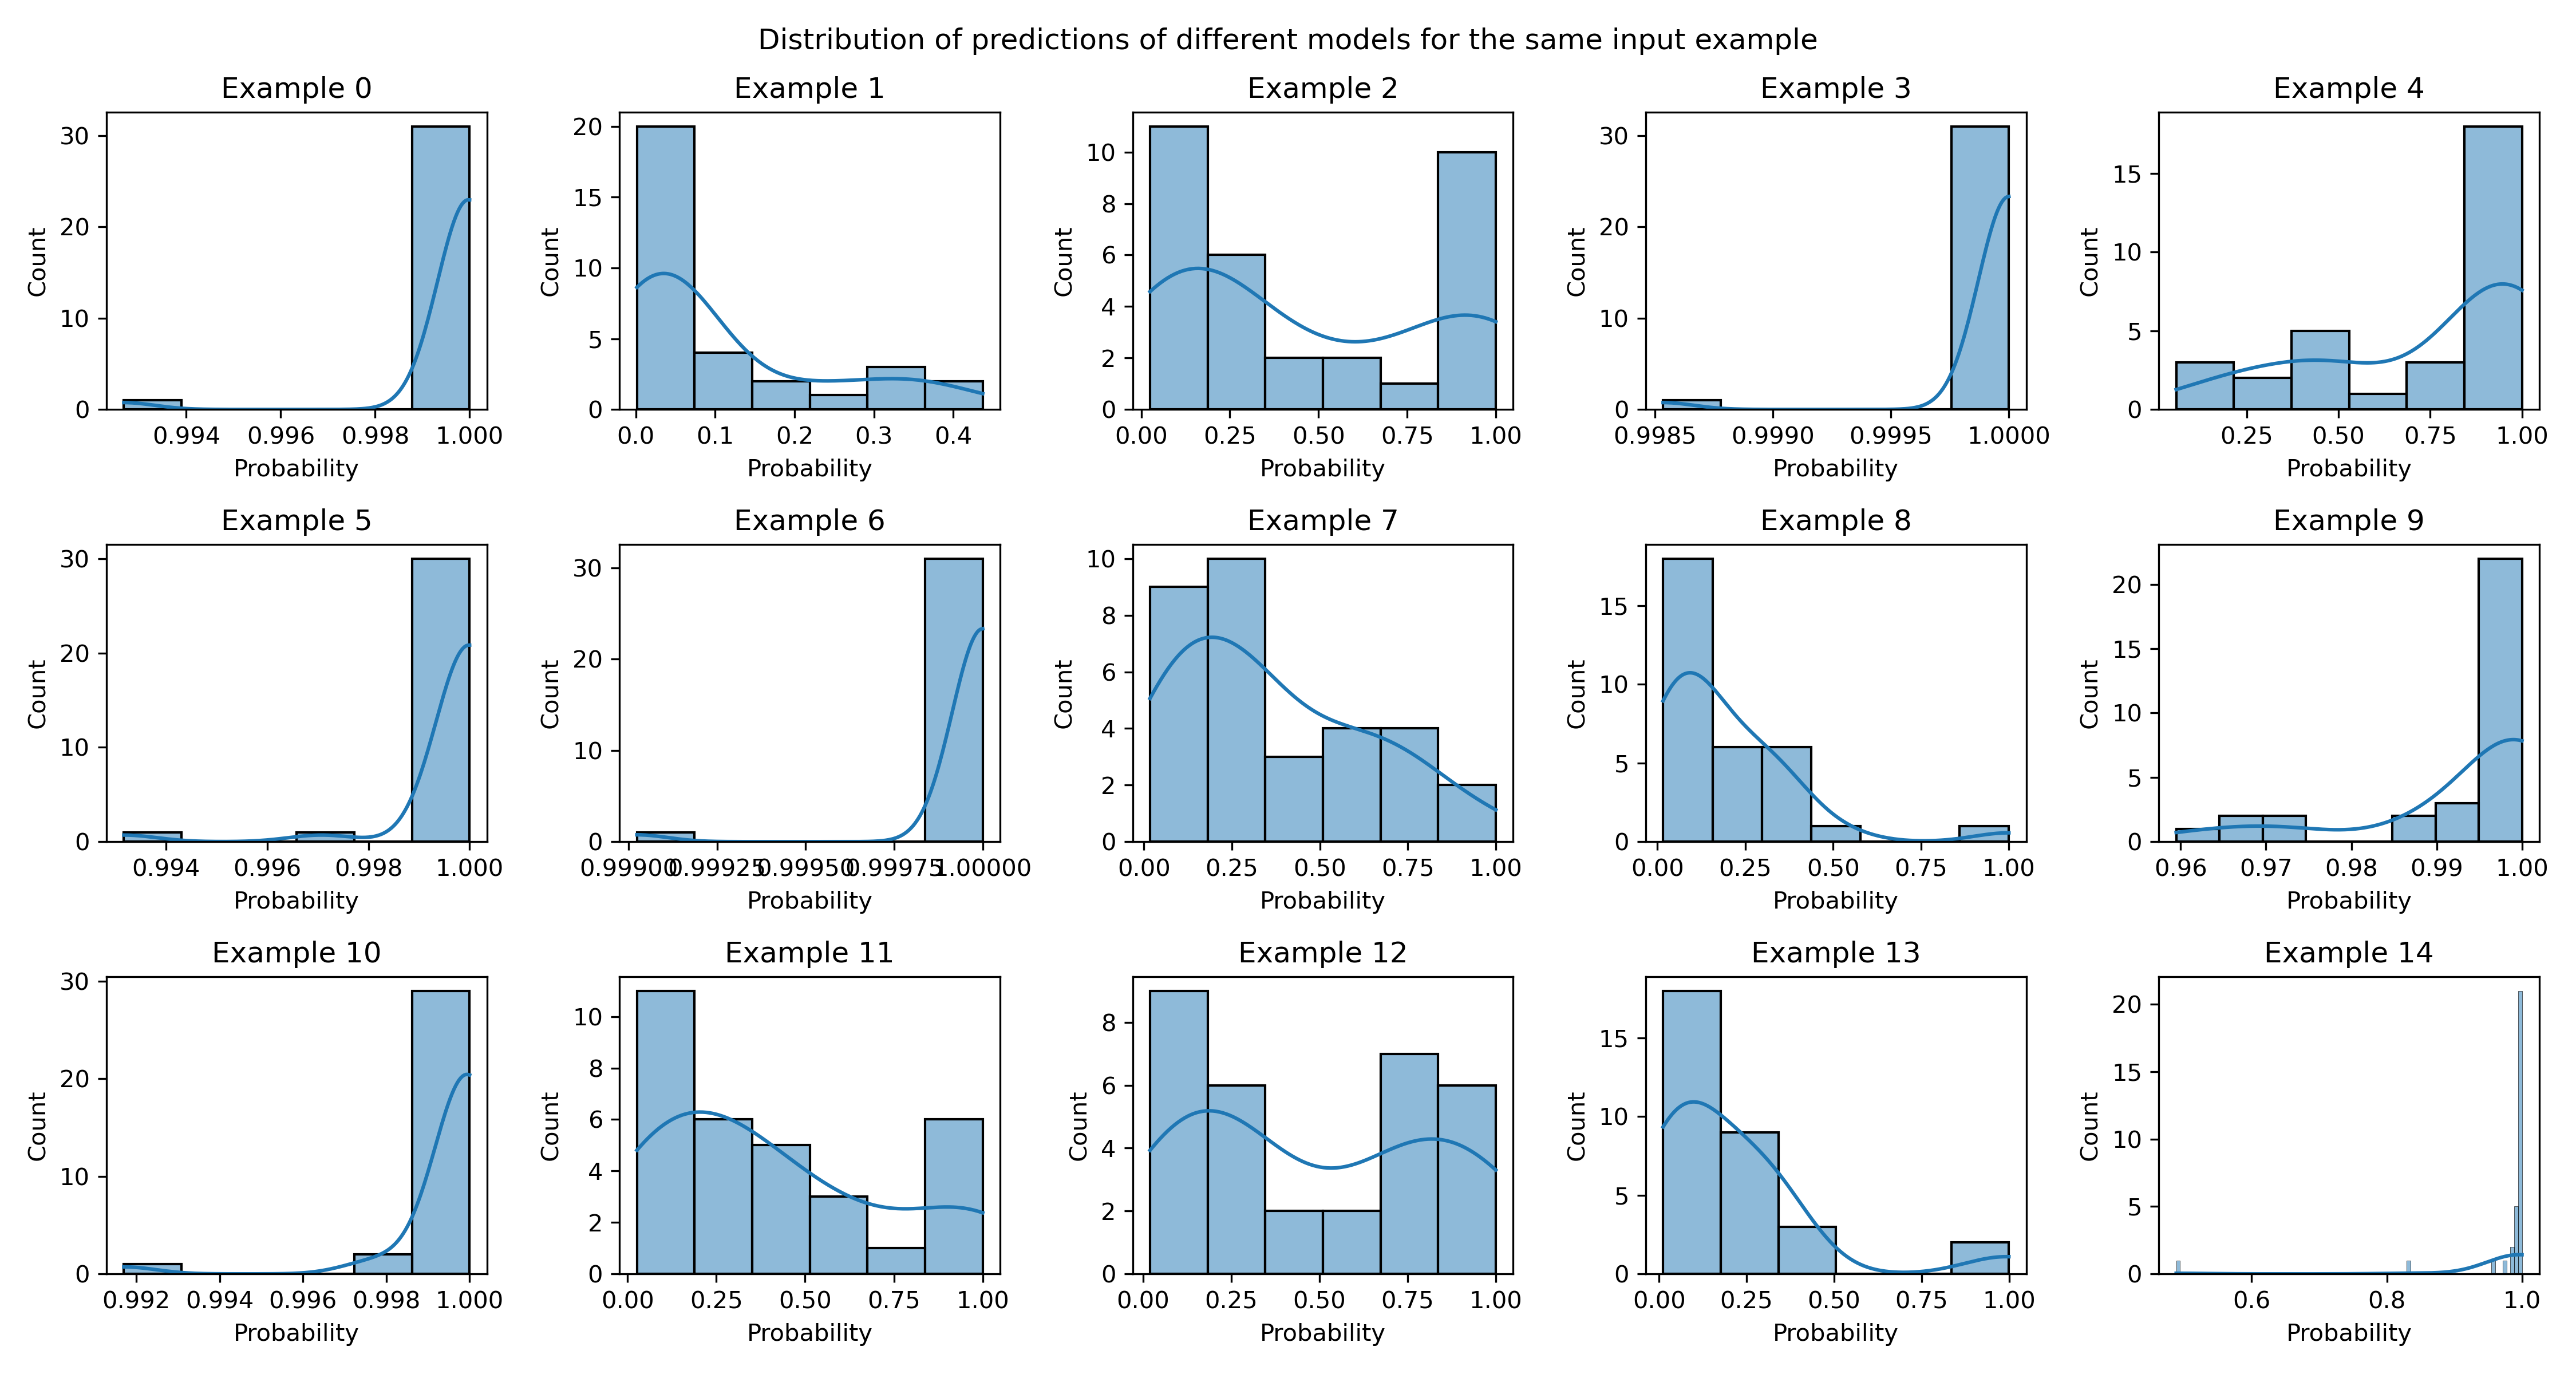 Distribution of predictions of different models for the same input example
Example 0 Example 1 Example 2 Example 3 Example 4
30 20 10 30 15
20 15 8 20 10
10 10 6 10 5
0 5 4 0 0
0 2
0
Count Count Count Count Count
0.994 0.996 0.998 1.000 0.0 0.1 0.2 0.3 0.4 0.00 0.25 0.50 0.75 1.00 0.9985 0.9990 0.9995 1.0000 0.25 0.50 0.75 1.00
Probability Probability Probability Probability Probability
Example 5 Example 6 Example 7 Example 8 Example 9
30 30 10 15 20
20 20 8 10 15
10 10 6 5 10
0 0 4 0 5
2 0
0
Count Count Count Count Count
0.994 0.996 0.998 1.000 0.99900 0.99925 0.99950 0.99975 1.00000 0.00 0.25 0.50 0.75 1.00 0.00 0.25 0.50 0.75 1.00 0.96 0.97 0.98 0.99 1.00
Probability Probability Probability Probability Probability
Example 10 Example 11 Example 12 Example 13 Example 14
30 10 8 15 20
20 8 6 10 15
10 6 4 5 10
0 4 2 0 5
2 0 0
0
Count Count Count Count Count
0.992 0.994 0.996 0.998 1.000 0.00 0.25 0.50 0.75 1.00 0.00 0.25 0.50 0.75 1.00 0.00 0.25 0.50 0.75 1.00 0.6 0.8 1.0
Probability Probability Probability Probability Probability